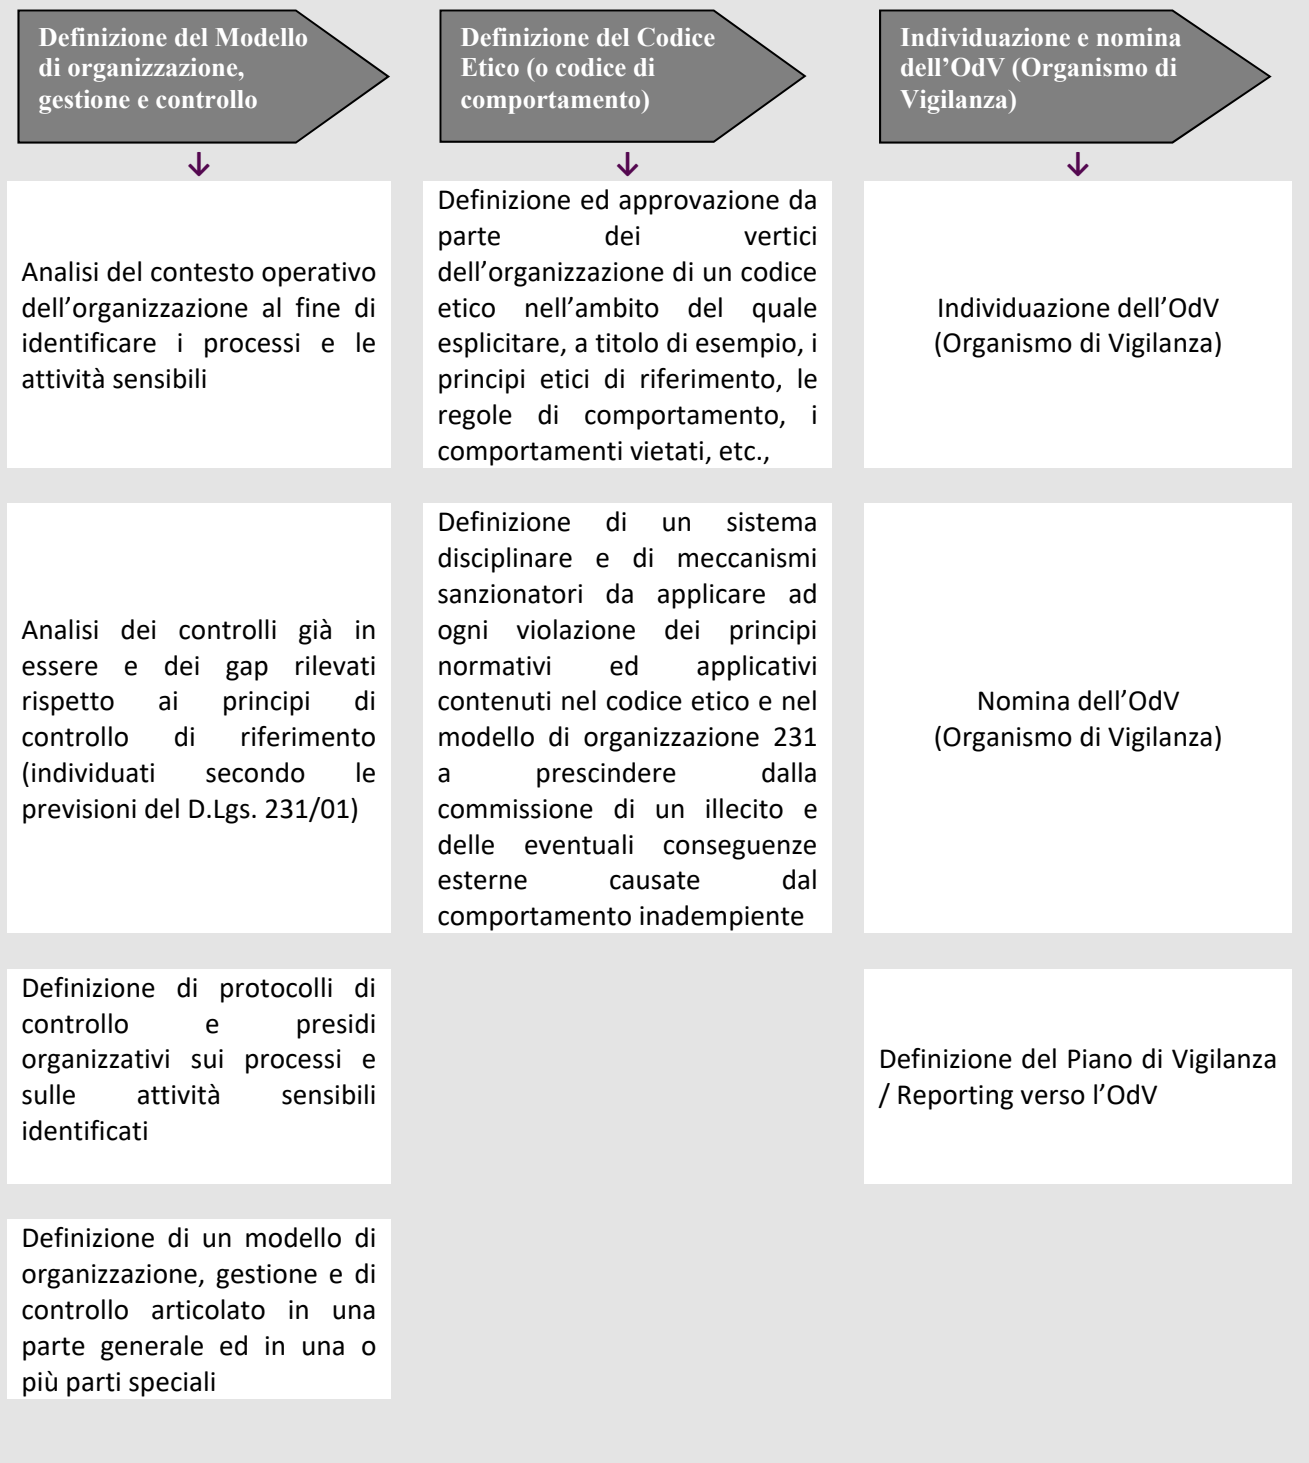 Definizione del Modello
di organizzazione,
gestione e controllo
Definizione del Codice
Etico (o codice di
comportamento)
Individuazione e nomina
dell’OdV (Organismo di
Vigilanza)
Analisi del contesto operativo
dell’organizzazione al fine di
identificare i processi e le
attività sensibili
Definizione ed approvazione da
parte dei vertici
dell’organizzazione di un codice
etico nell’ambito del quale
esplicitare, a titolo di esempio, i
principi etici di riferimento, le
regole di comportamento, i
comportamenti vietati, etc.,
Individuazione dell’OdV
(Organismo di Vigilanza)
Analisi dei controlli già in
essere e dei gap rilevati
rispetto ai principi di
controllo di riferimento
(individuati secondo le
previsioni del D.Lgs. 231/01)
Definizione di un sistema
disciplinare e di meccanismi
sanzionatori da applicare ad
ogni violazione dei principi
normativi ed applicativi
contenuti nel codice etico e nel
modello di organizzazione 231
a prescindere dalla
commissione di un illecito e
delle eventuali conseguenze
esterne causate dal
comportamento inadempiente
Nomina dell’OdV
(Organismo di Vigilanza)
Definizione di protocolli di
controllo e presidi
organizzativi sui processi e
sulle attività sensibili
identificati
Definizione del Piano di Vigilanza
/ Reporting verso l’OdV
Definizione di un modello di
organizzazione, gestione e di
controllo articolato in una
parte generale ed in una o
più parti speciali